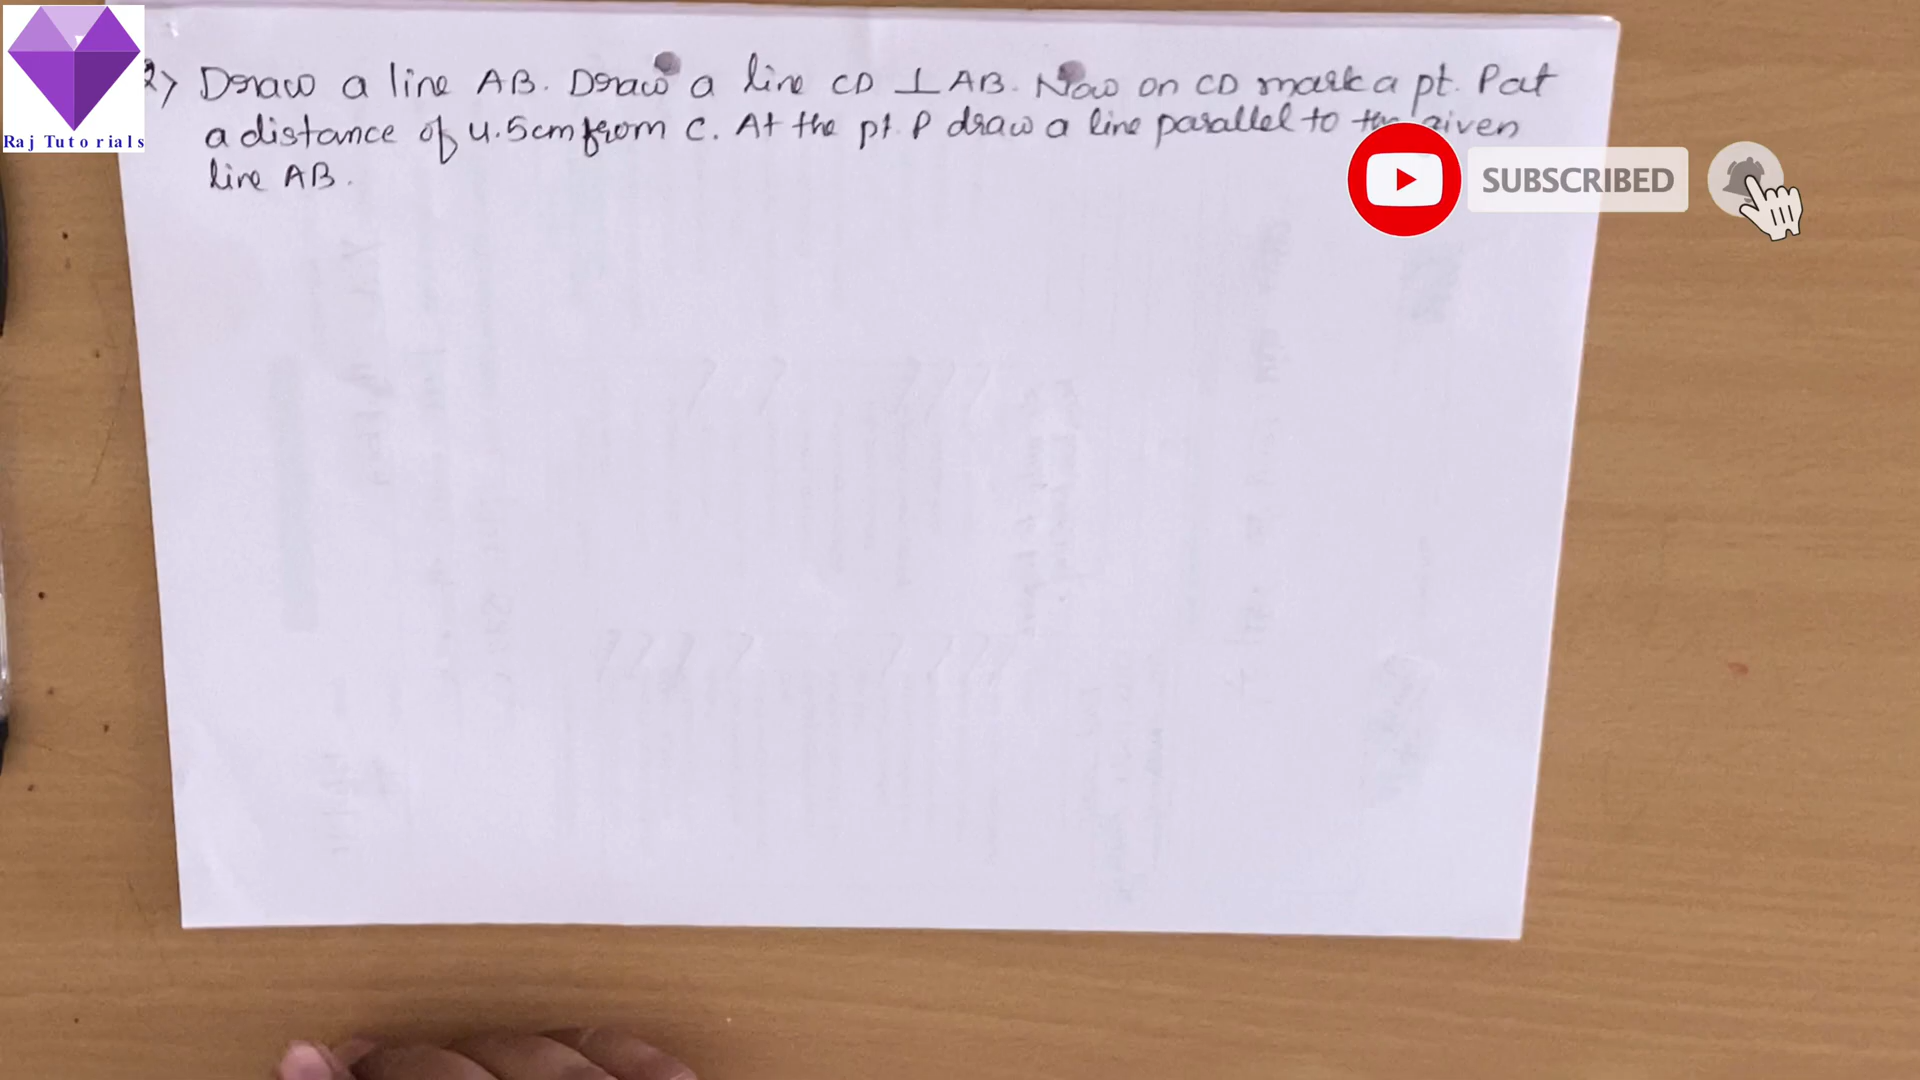 2) Draw a line AB. Draw a line CD ⊥ AB. Now on CD mark a pt. P at
a distance of 4.5cm from C. At the pt P draw a line parallel to the given
line AB.
Raj Tutorials
SUBSCRIBED